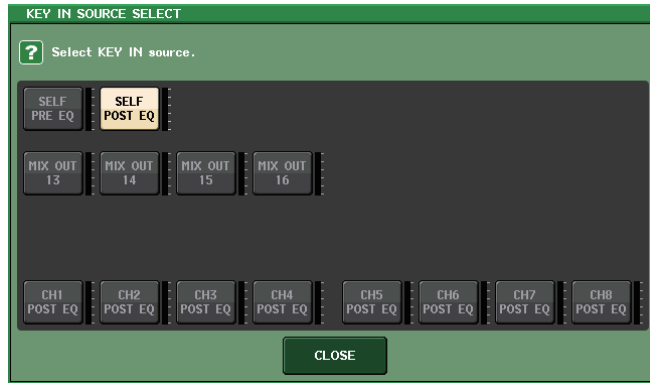 KEY IN SOURCE SELECT
? Select KEY IN source.
SELF PRE EQ
SELF POST EQ
MIX OUT 13
MIX OUT 14
MIX OUT 15
MIX OUT 16
CH1 POST EQ
CH2 POST EQ
CH3 POST EQ
CH4 POST EQ
CH5 POST EQ
CH6 POST EQ
CH7 POST EQ
CH8 POST EQ
CLOSE